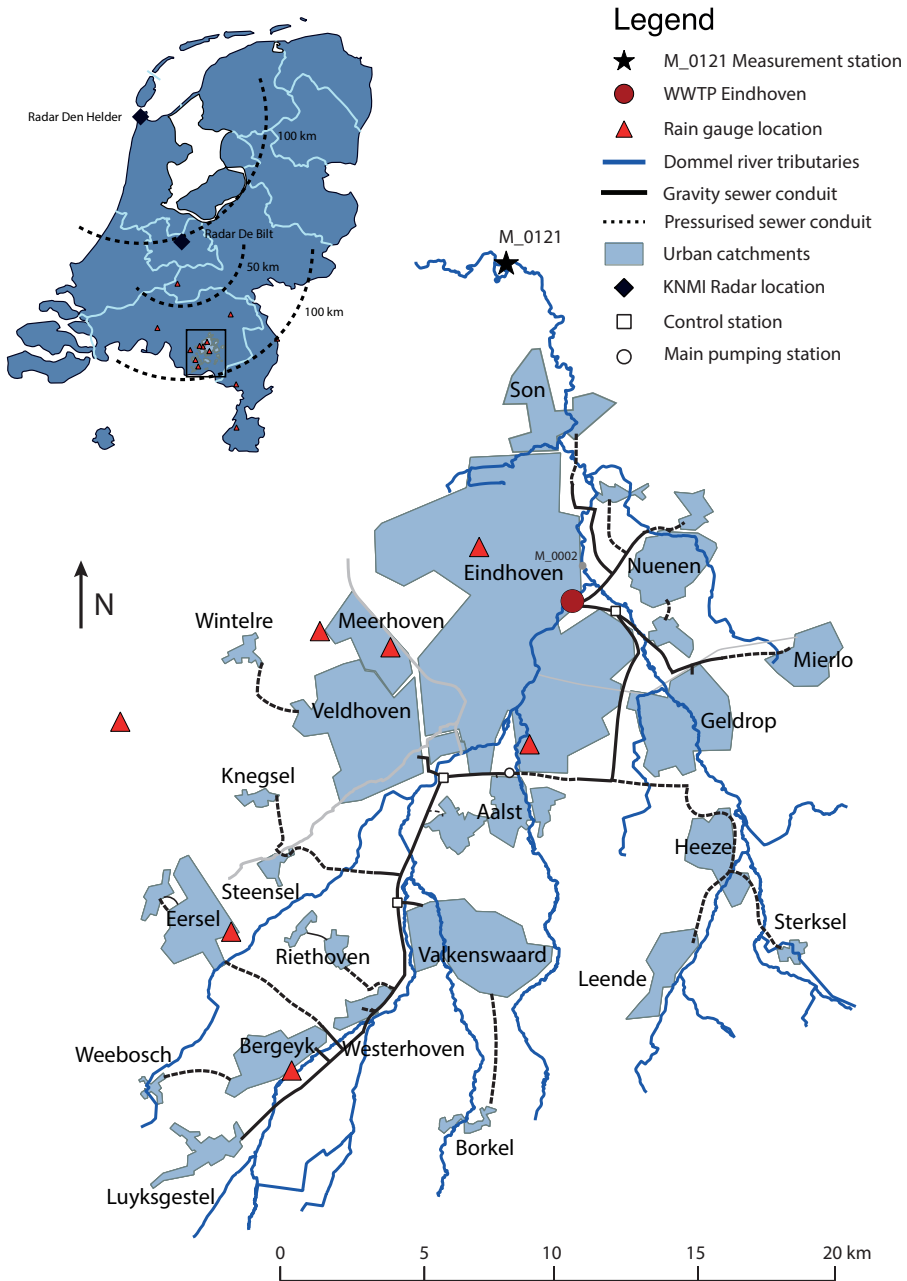 Legend
M_0121 Measurement station
WWTP Eindhoven
Rain gauge location
Dommel river tributaries
Gravity sewer conduit
Pressurised sewer conduit
Urban catchments
KNMI Radar location
Control station
Main pumping station
Radar Den Helder
100 km
Radar De Bilt
50 km
100 km
M_0121
Son
M_0002
Eindhoven
Nuenen
N
Wintelre
Meerhoven
Mierlo
Veldhoven
Geldrop
Knegsel
Aalst
Heeze
Steensel
Eersel
Sterksel
Riethoven
Valkenswaard
Leende
Weebosch
Bergeyk
Westerhoven
Borkel
Luyksgestel
0 5 10 15 20 km